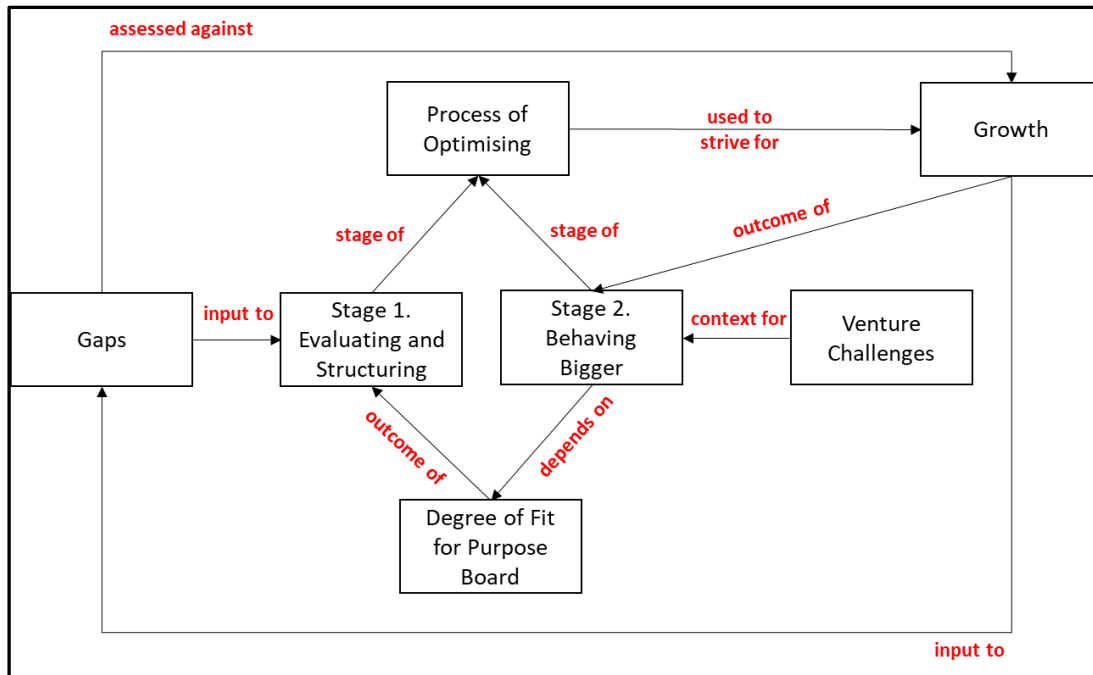 assessed against
Process of
Optimising
used to
strive for
Growth
stage of
stage of
outcome of
Gaps
input to
Stage 1.
Evaluating and
Structuring
Stage 2.
Behaving
Bigger
context for
Venture
Challenges
outcome of
depends on
Degree of Fit
for Purpose
Board
input to